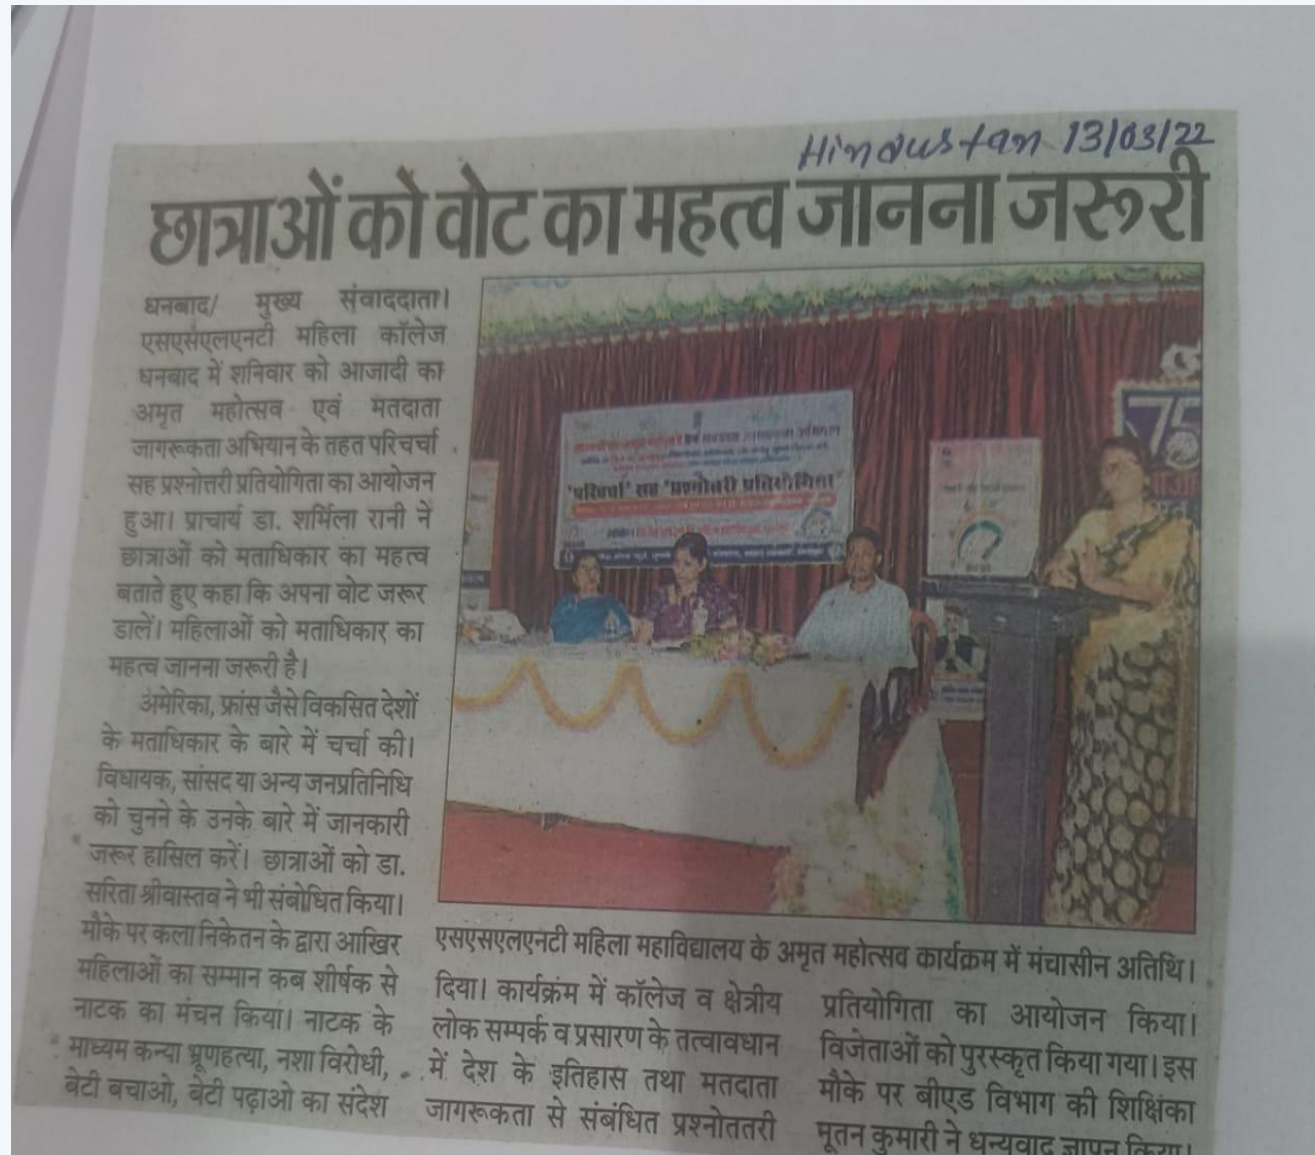 Hindustan 13/03/22
छात्राओं को वोट का महत्व जानना जरूरी
धनबाद/ मुख्य संवाददाता।
एसएसएलएनटी महिला कॉलेज
धनबाद में शनिवार को आजादी का
अमृत महोत्सव एवं मतदाता
जागरूकता अभियान के तहत परिचर्चा
सह प्रश्नोत्तरी प्रतियोगिता का आयोजन
हुआ। प्राचार्य डा. शर्मिला रानी ने
छात्राओं को मताधिकार का महत्व
बताते हुए कहा कि अपना वोट जरूर
डालें। महिलाओं को मताधिकार का
महत्व जानना जरूरी है।
अमेरिका, फ्रांस जैसे विकसित देशों
के मताधिकार के बारे में चर्चा की।
विधायक, सांसद या अन्य जनप्रतिनिधि
को चुनने के उनके बारे में जानकारी
जरूर हासिल करें। छात्राओं को डा.
सरिता श्रीवास्तव ने भी संबोधित किया।
मौके पर कला निकेतन के द्वारा आखिर
महिलाओं का सम्मान कब शीर्षक से
नाटक का मंचन किया। नाटक के
माध्यम कन्या भ्रूणहत्या, नशा विरोधी,
बेटी बचाओ, बेटी पढ़ाओ का संदेश
"परिचर्चा" सह "प्रश्नोत्तरी प्रतियोगिता"
75
एसएसएलएनटी महिला महाविद्यालय के अमृत महोत्सव कार्यक्रम में मंचासीन अतिथि।
दिया। कार्यक्रंम में कॉलेज व क्षेत्रीय
लोक सम्पर्क व प्रसारण के तत्वावधान
में देश के इतिहास तथा मतदाता
जागरूकता से संबंधित प्रश्नोततरी
प्रतियोगिता का आयोजन किया।
विजेताओं को पुरस्कृत किया गया। इस
मौके पर बीएड विभाग की शिक्षिंका
मूतन कुमारी ने धन्यवाद ज्ञापन किया।